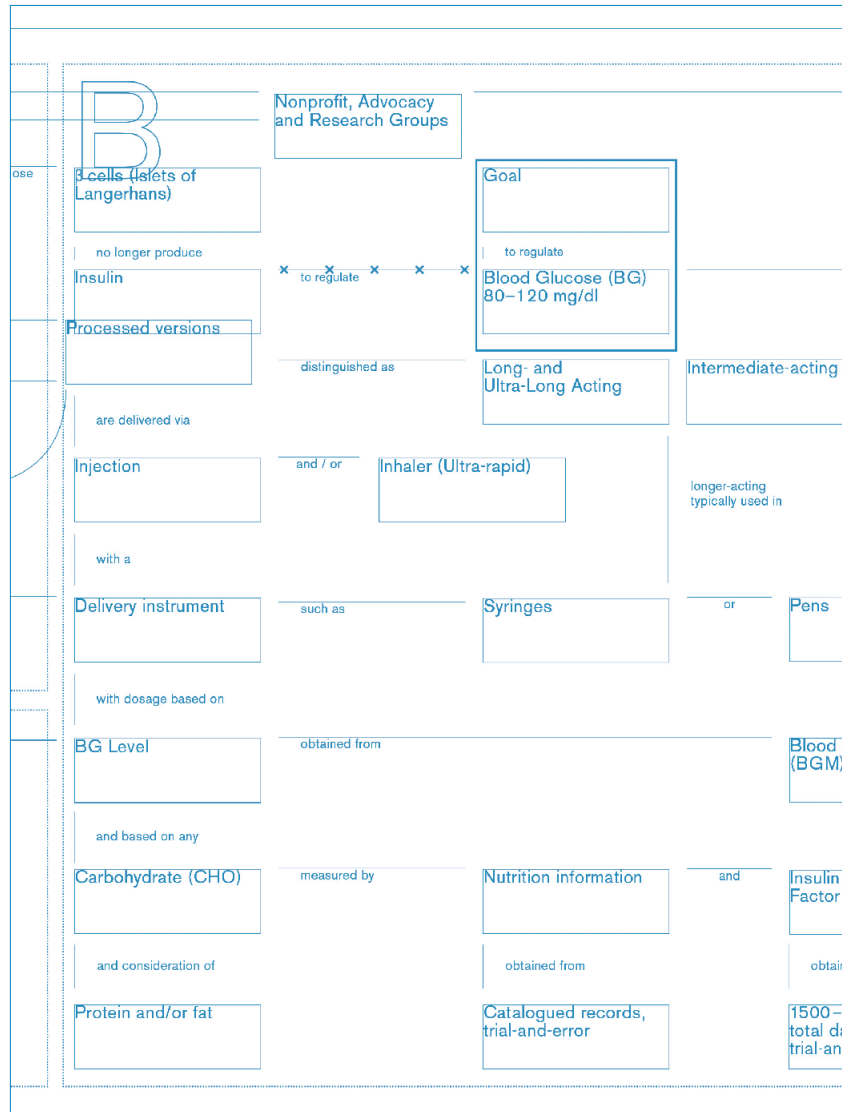 B
Nonprofit, Advocacy
and Research Groups
ose
β cells (Islets of
Langerhans)
Goal
no longer produce
to regulate
Insulin
to regulate
Blood Glucose (BG)
80–120 mg/dl
Processed versions
distinguished as
Long- and
Ultra-Long Acting
Intermediate-acting
are delivered via
Injection
and / or
Inhaler (Ultra-rapid)
longer-acting
typically used in
with a
Delivery instrument
such as
Syringes
or
Pens
with dosage based on
BG Level
obtained from
Blood
(BGM)
and based on any
Carbohydrate (CHO)
measured by
Nutrition information
and
Insulin
Factor
and consideration of
obtained from
obtai
Protein and/or fat
Catalogued records,
trial-and-error
1500–
total da
trial-an